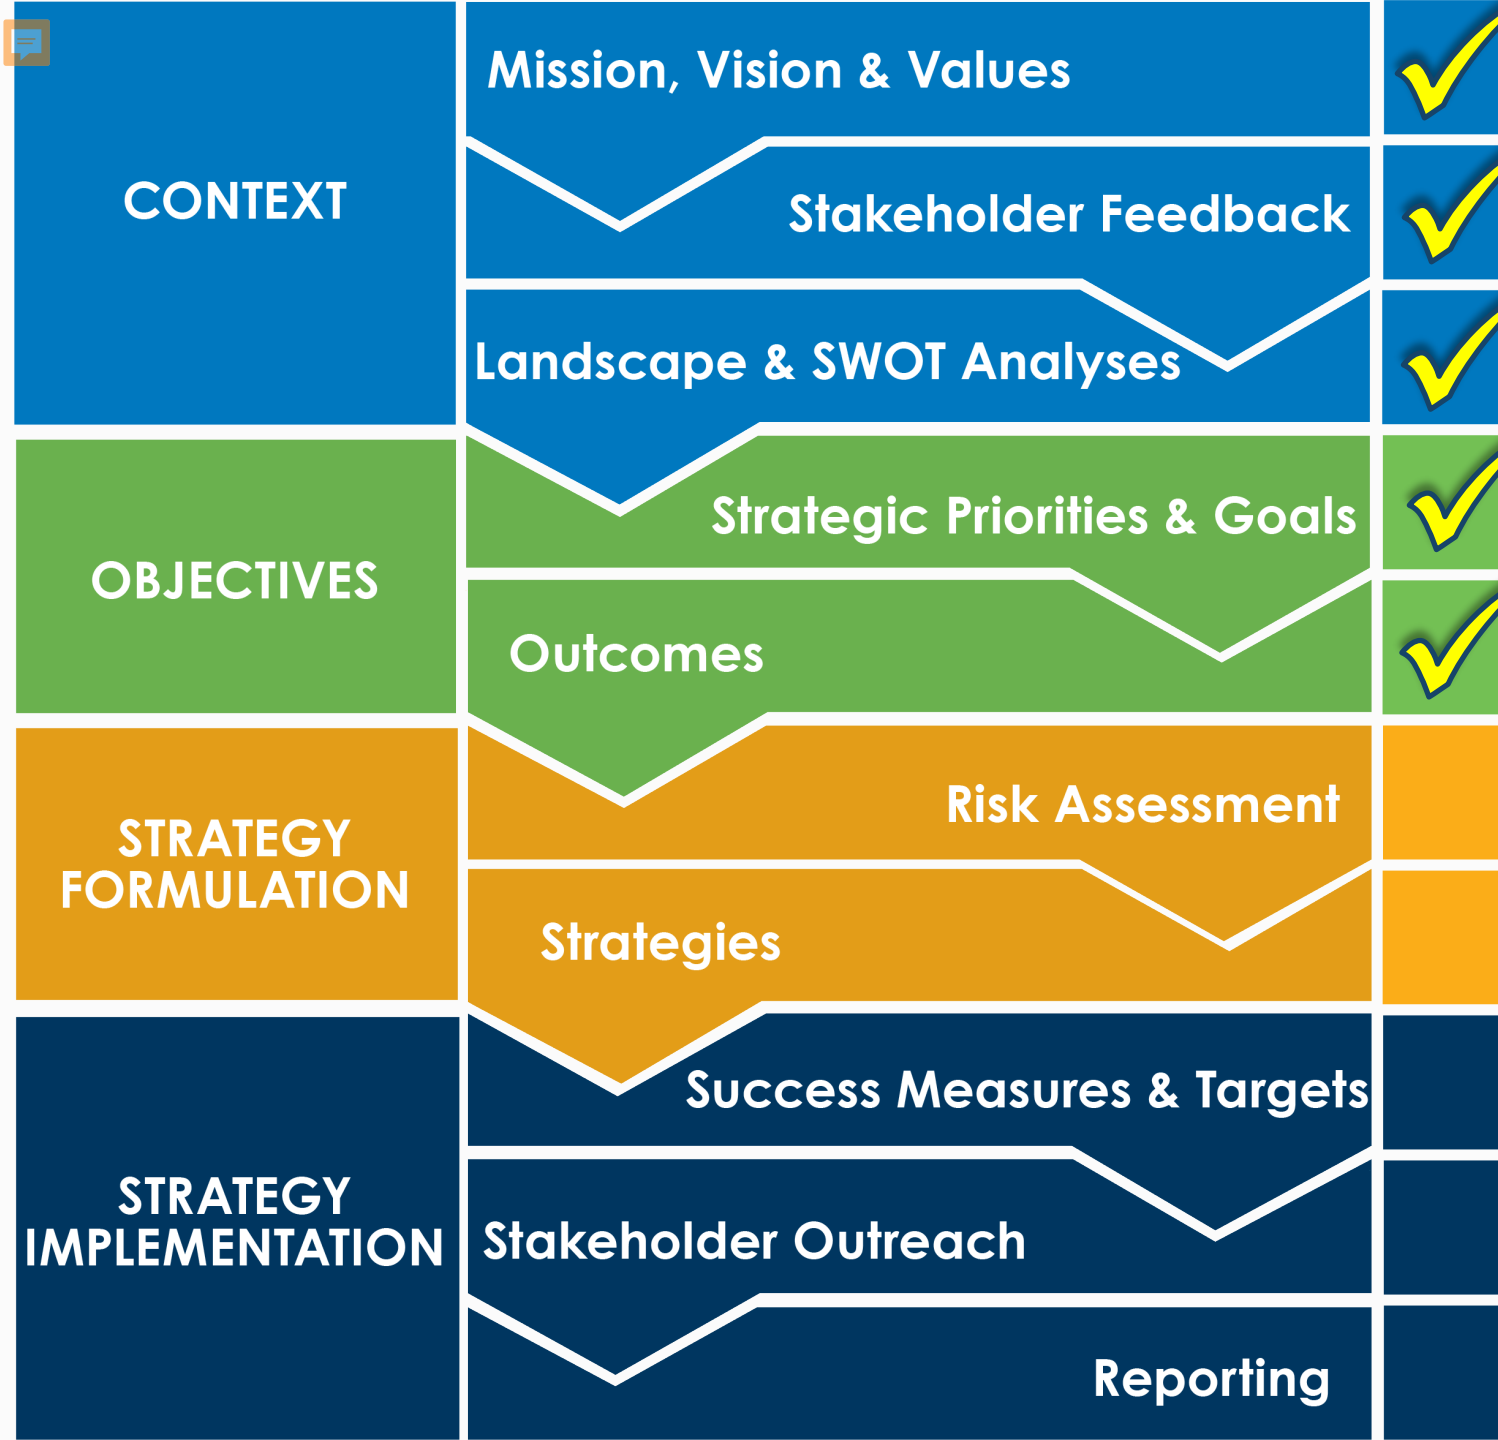 CONTEXT
Mission, Vision & Values
Stakeholder Feedback
Landscape & SWOT Analyses
OBJECTIVES
Strategic Priorities & Goals
Outcomes
STRATEGY
FORMULATION
Risk Assessment
Strategies
STRATEGY
IMPLEMENTATION
Success Measures & Targets
Stakeholder Outreach
Reporting